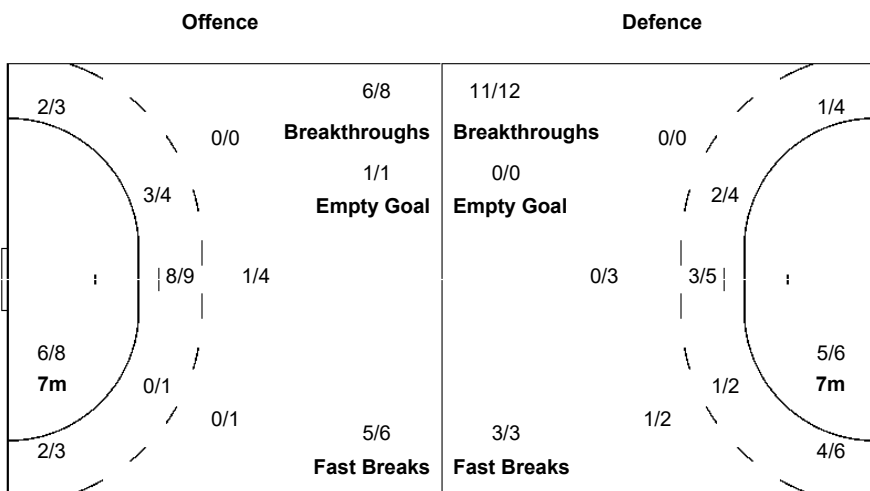 Offence Defence
6/8 11/12
2/3 1/4
0/0 Breakthroughs Breakthroughs 0/0
1/1 0/0
3/4 2/4
Empty Goal Empty Goal
8/9 1/4 0/3 3/5
6/8 5/6
7m 0/1 1/2 7m
0/1 1/2
5/6 3/3
2/3 4/6
Fast Breaks Fast Breaks